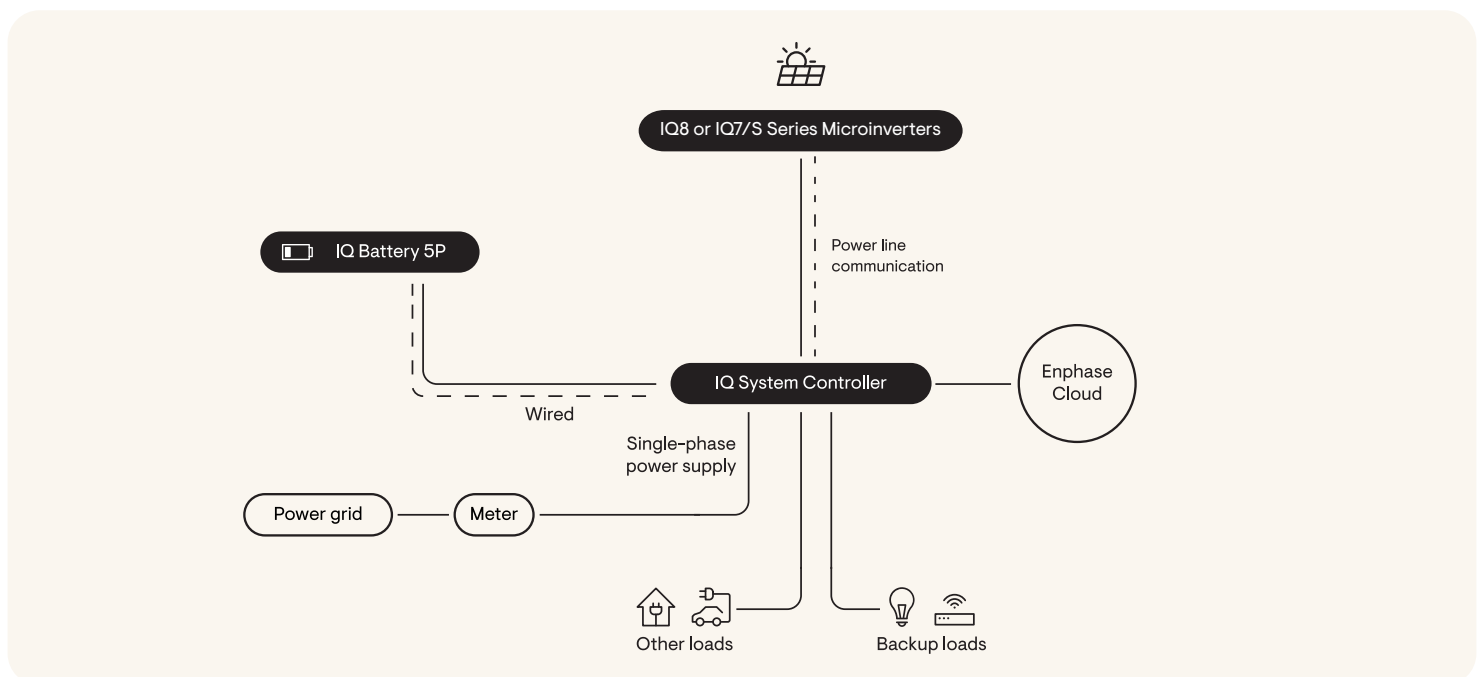 IQ8 or IQ7/S Series Microinverters
IQ Battery 5P
Power line
communication
IQ System Controller
Enphase
Cloud
Wired
Single-phase
power supply
Power grid
Meter
Other loads
Backup loads